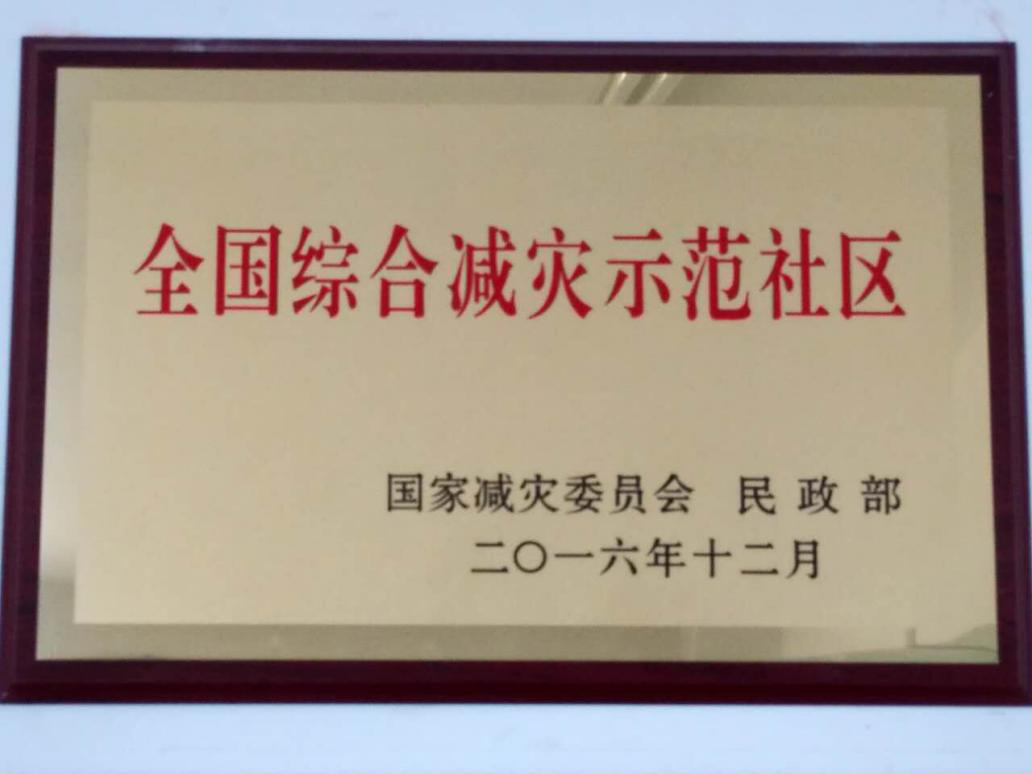 全国综合减灾示范社区
国家减灾委员会 民政部
二〇一六年十二月